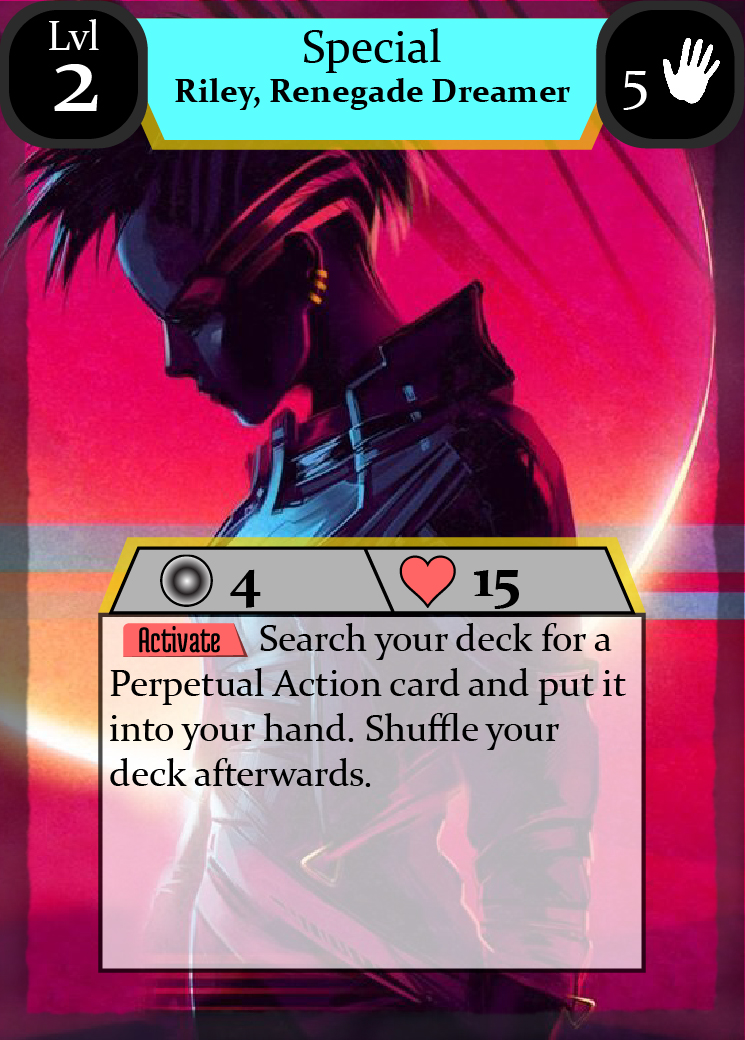 Lvl
2
Special
Riley, Renegade Dreamer
5
4
15
Activate Search your deck for a
Perpetual Action card and put it
into your hand. Shuffle your
deck afterwards.